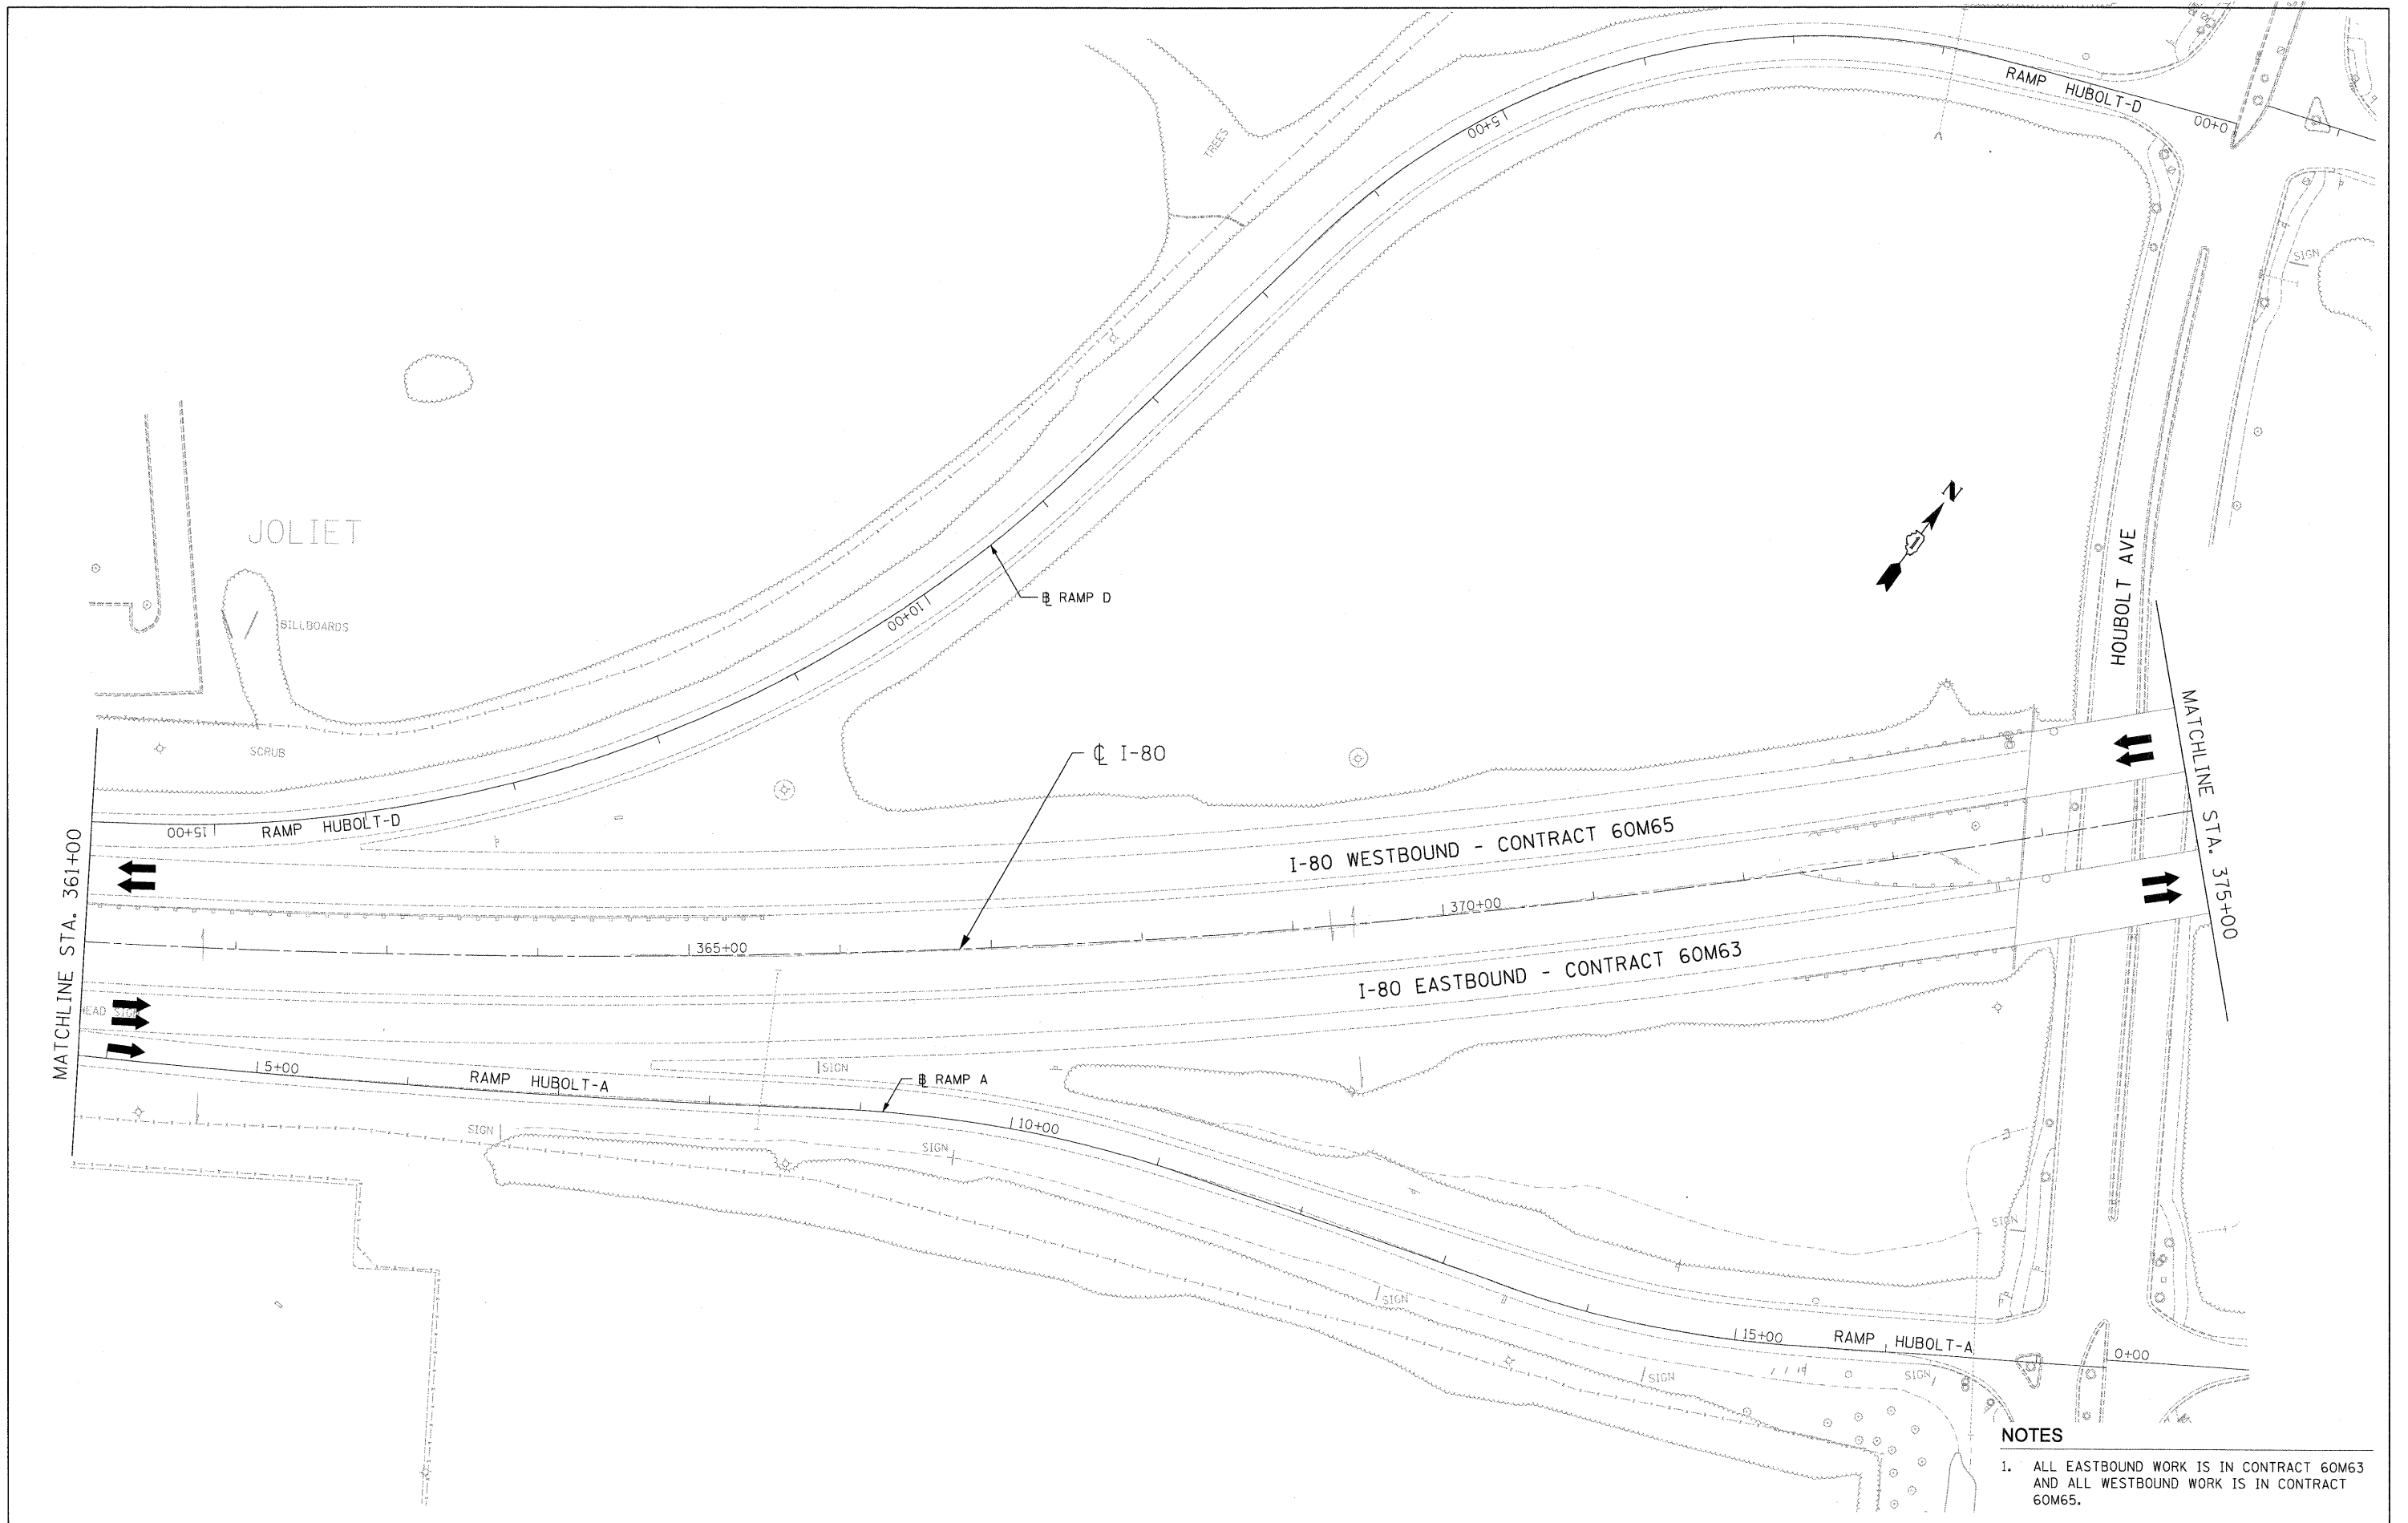 RAMP HUBOLT-D
0+00
5+00
TREES
SIGN
N
JOLIET
HOUBOLT AVE
BILLBOARDS
10+00
℄ RAMP D
SCRUB
℄ I-80
MATCHLINE STA. 375+00
15+00
RAMP HUBOLT-D
I-80 WESTBOUND - CONTRACT 60M65
MATCHLINE STA. 361+00
370+00
365+00
I-80 EASTBOUND - CONTRACT 60M63
HEAD SIGN
5+00
RAMP HUBOLT-A
SIGN
℄ RAMP A
10+00
SIGN
SIGN
SIGN
SIGN
15+00
RAMP HUBOLT-A
0+00
SIGN
SIGN
NOTES
1. ALL EASTBOUND WORK IS IN CONTRACT 60M63
AND ALL WESTBOUND WORK IS IN CONTRACT
60M65.